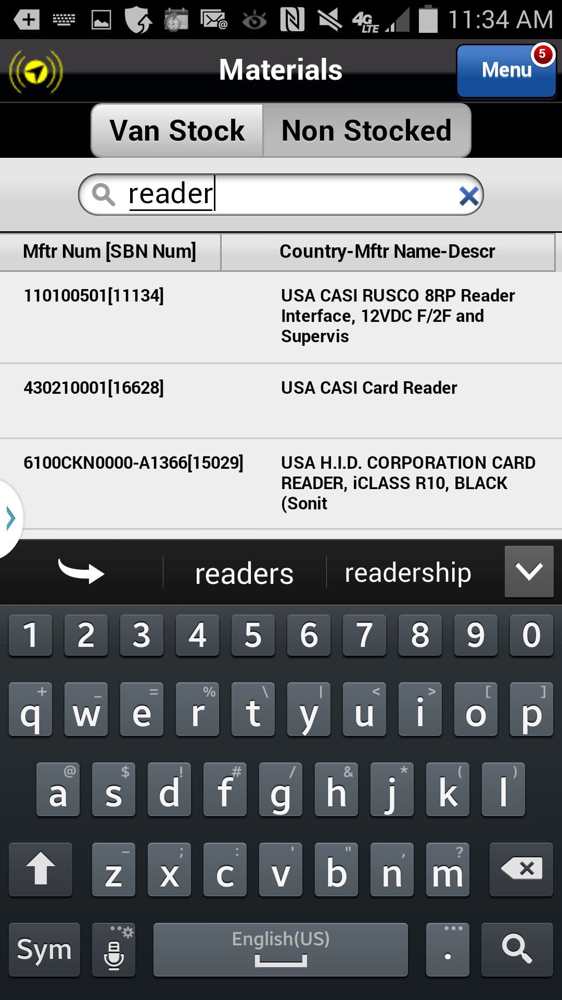 4G LTE 11:34 AM
Materials
Menu 5
Van Stock Non Stocked
reader
Mftr Num [SBN Num] Country-Mftr Name-Descr
110100501[11134] USA CASI RUSCO 8RP Reader
Interface, 12VDC F/2F and
Supervis
430210001[16628] USA CASI Card Reader
6100CKN0000-A1366[15029] USA H.I.D. CORPORATION CARD
READER, iCLASS R10, BLACK
(Sonit
readers readership
1 2 3 4 5 6 7 8 9 0
+ _ = % \ | < > [ ]
q w e r t y u i o p
@ $ ! # / & * ( )
a s d f g h j k l
– ; : ' " , ?
z x c v b n m
Sym English(US) .